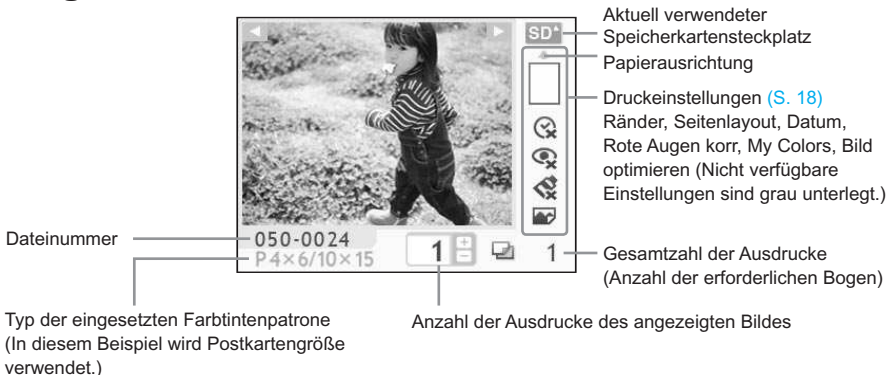 Aktuell verwendeter
Speicherkartensteckplatz
SD
Papierausrichtung
Druckeinstellungen (S. 18)
Ränder, Seitenlayout, Datum,
Rote Augen korr, My Colors, Bild
optimieren (Nicht verfügbare
Einstellungen sind grau unterlegt.)
Dateinummer
050-0024
P 4×6/10×15
1
+
−
1
Gesamtzahl der Ausdrucke
(Anzahl der erforderlichen Bogen)
Typ der eingesetzten Farbtintenpatrone
(In diesem Beispiel wird Postkartengröße
verwendet.)
Anzahl der Ausdrucke des angezeigten Bildes